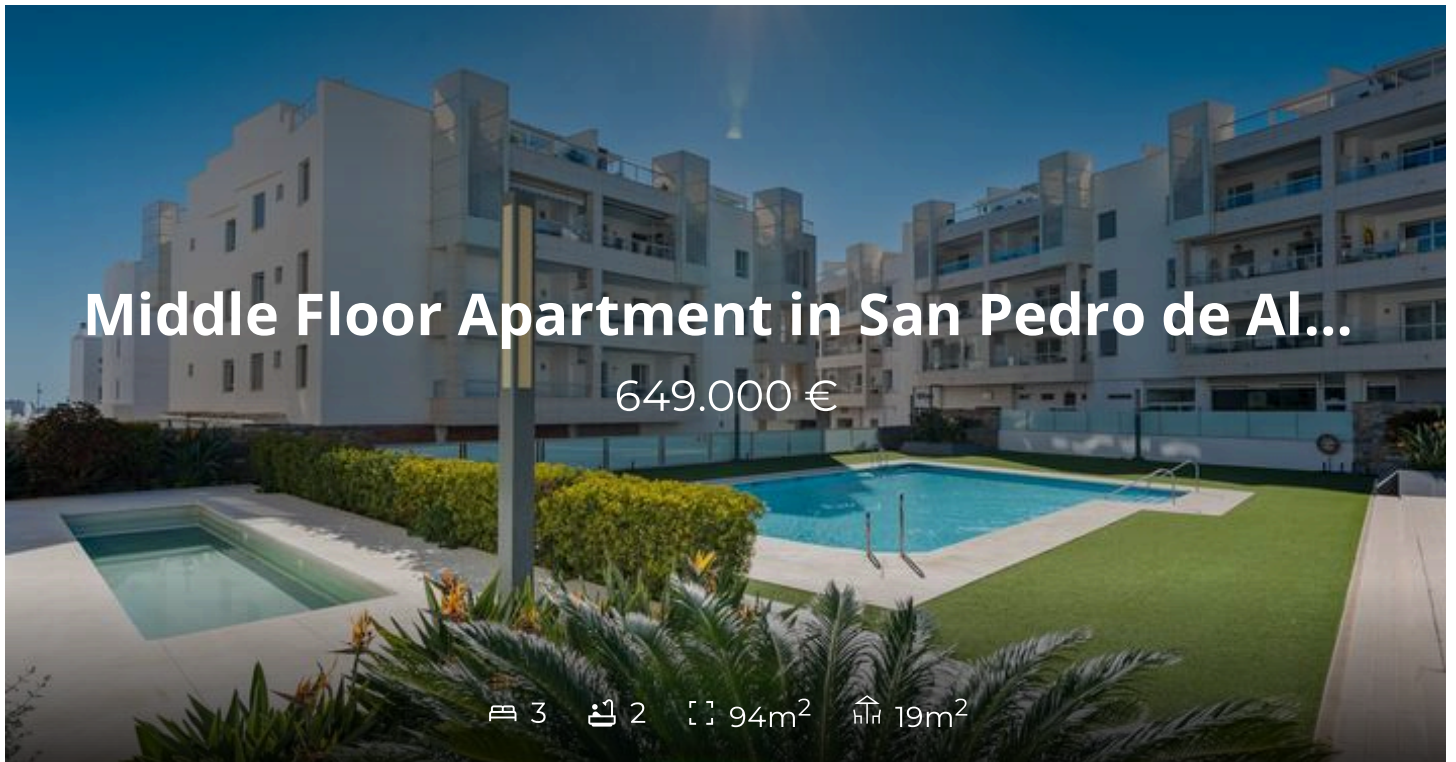 Middle Floor Apartment in San Pedro de Al...
649.000 €
3 2 94m² 19m²